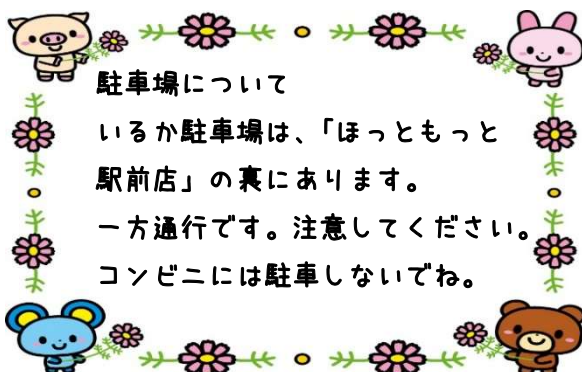 駐車場について
いるか駐車場は、「ほっともっと
駅前店」の裏にあります。
一方通行です。注意してください。
コンビニには駐車しないでね。